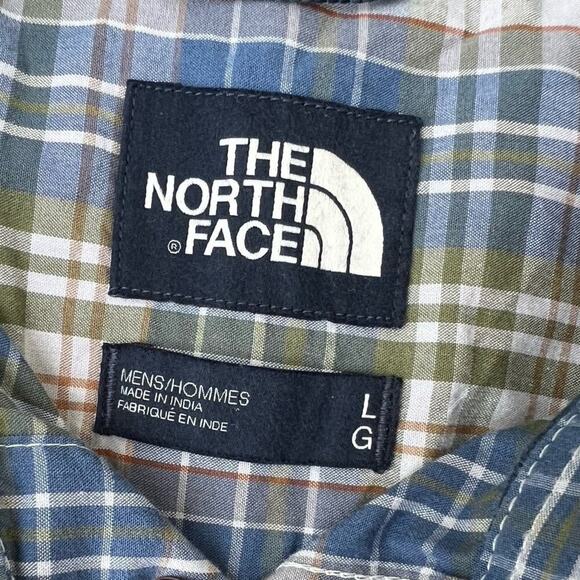 THE
NORTH
® FACE
MENS/HOMMES
MADE IN INDIA
FABRIQUÉ EN INDE
L
G